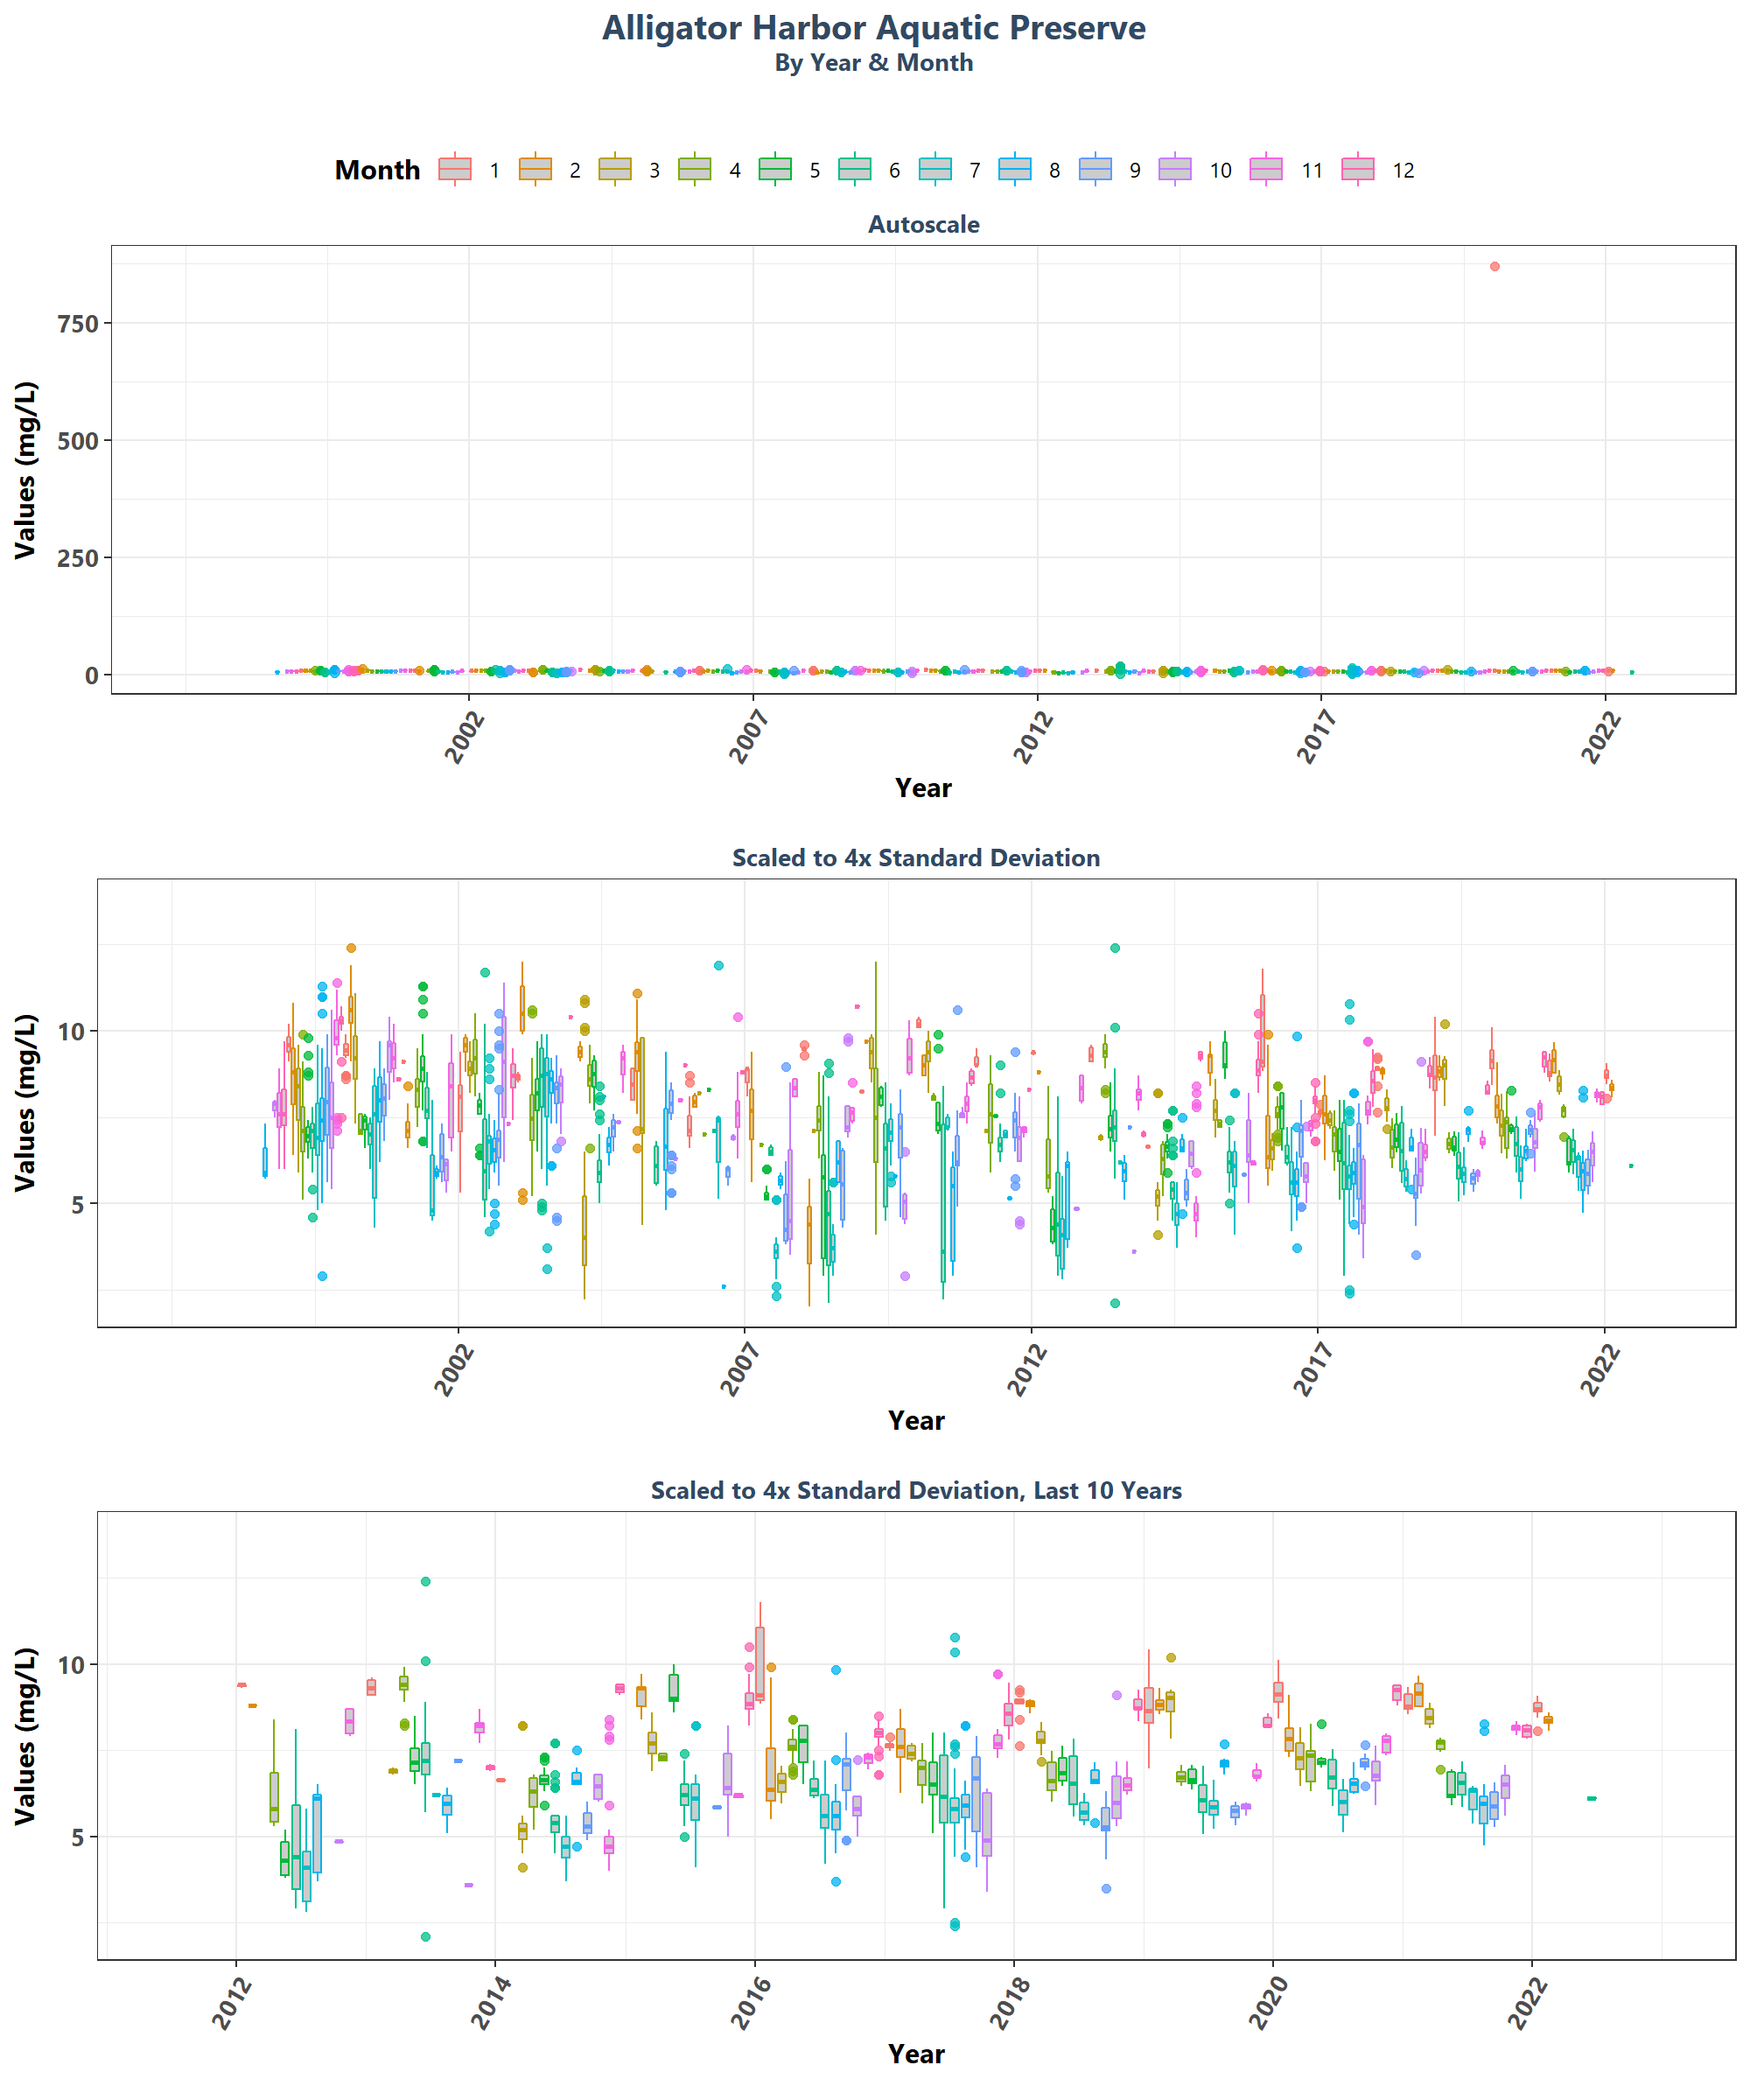 Alligator Harbor Aquatic Preserve
By Year & Month
Month 1 2 3 4 5 6 7 8 9 10 11 12
Autoscale
Values (mg/L)
750
500
250
0
2002 2007 2012 2017 2022
Year
Scaled to 4x Standard Deviation
Values (mg/L)
10
5
2002 2007 2012 2017 2022
Year
Scaled to 4x Standard Deviation, Last 10 Years
Values (mg/L)
10
5
2012 2014 2016 2018 2020 2022
Year